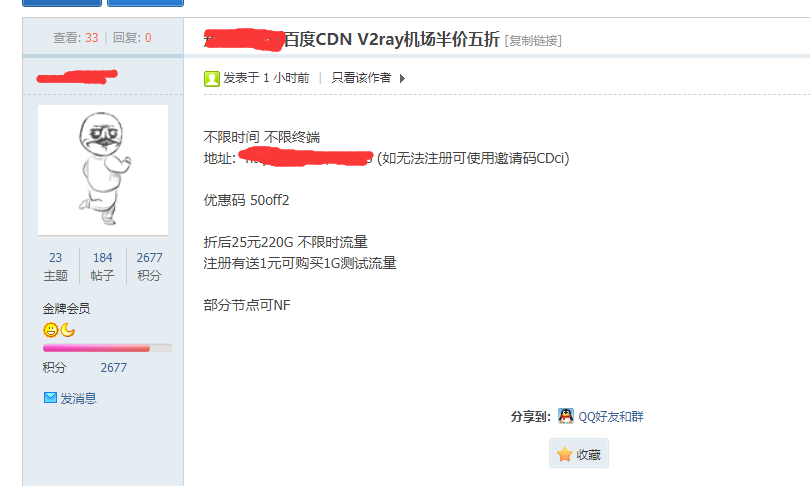 查看: 33 | 回复: 0
百度CDN V2ray机场半价五折 [复制链接]
发表于 1 小时前 | 只看该作者
不限时间 不限终端
地址: (如无法注册可使用邀请码CDci)
优惠码 50off2
折后25元220G 不限时流量
注册有送1元可购买1G测试流量
部分节点可NF
23 184 2677
主题 帖子 积分
金牌会员
积分 2677
发消息
分享到: QQ好友和群
收藏